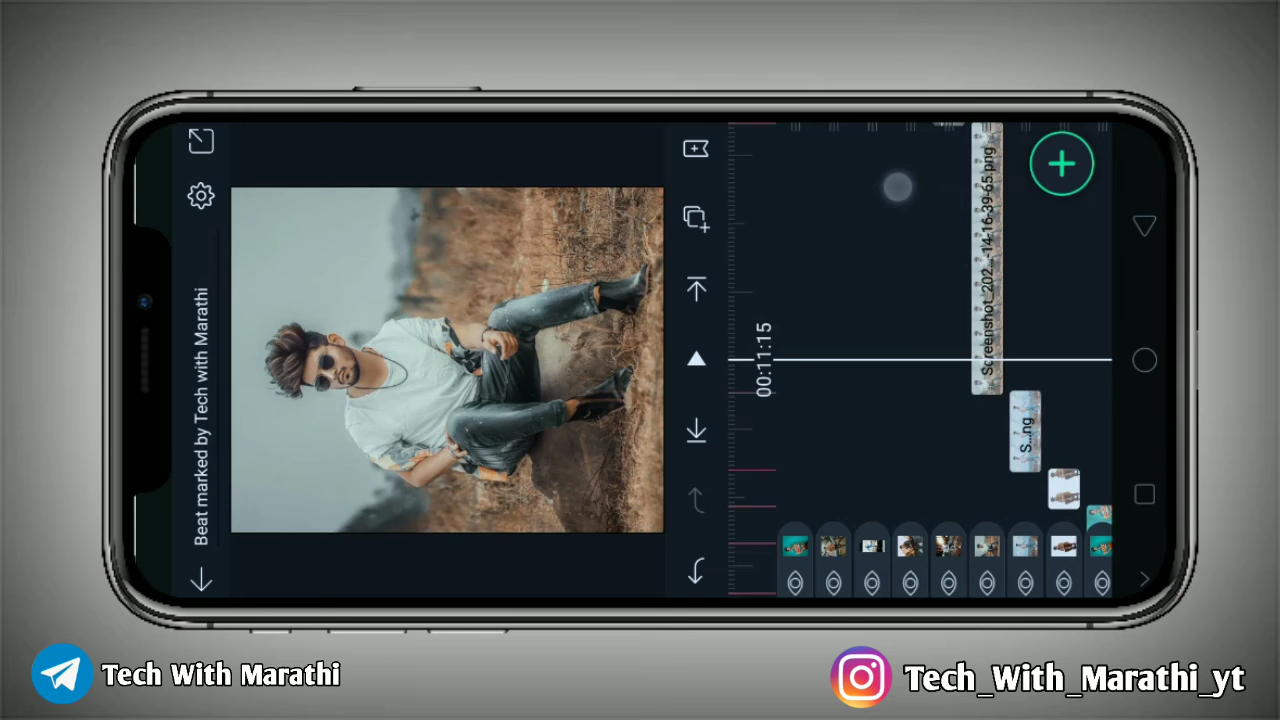 Beat marked by Tech with Marathi
00:11:15
Screenshot_202...-14-16-39-65.png
S...ng
Tech With Marathi
Tech_With_Marathi_yt